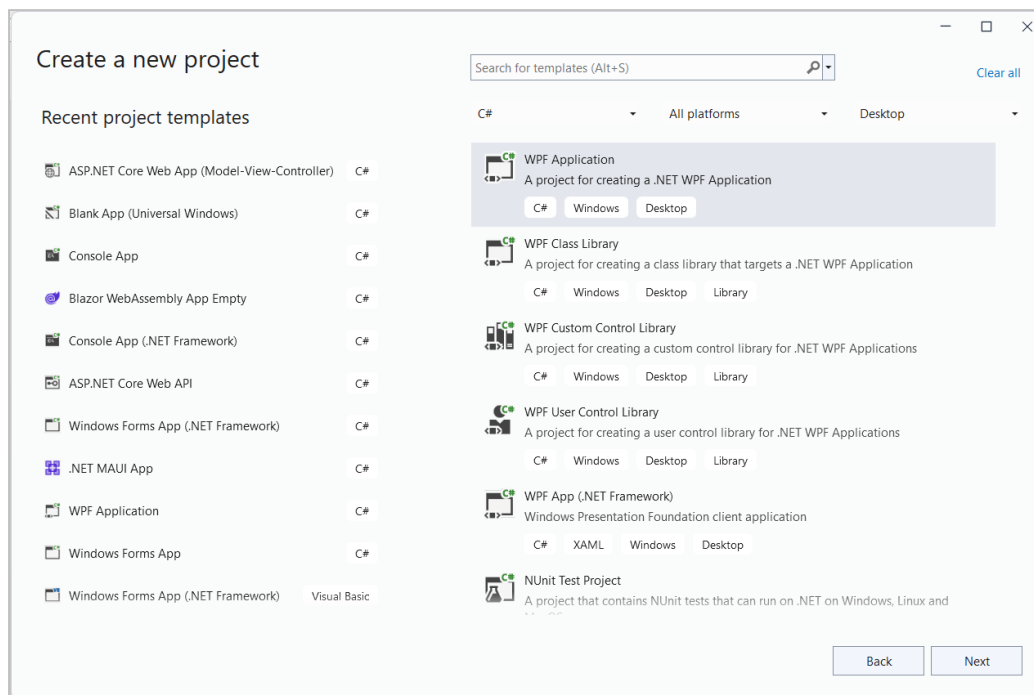 Create a new project
Search for templates (Alt+S)
Clear all
Recent project templates
C#
All platforms
Desktop
ASP.NET Core Web App (Model-View-Controller) C#
Blank App (Universal Windows) C#
Console App C#
Blazor WebAssembly App Empty C#
Console App (.NET Framework) C#
ASP.NET Core Web API C#
Windows Forms App (.NET Framework) C#
.NET MAUI App C#
WPF Application C#
Windows Forms App C#
Windows Forms App (.NET Framework) Visual Basic
WPF Application
A project for creating a .NET WPF Application
C# Windows Desktop
WPF Class Library
A project for creating a class library that targets a .NET WPF Application
C# Windows Desktop Library
WPF Custom Control Library
A project for creating a custom control library for .NET WPF Applications
C# Windows Desktop Library
WPF User Control Library
A project for creating a user control library for .NET WPF Applications
C# Windows Desktop Library
WPF App (.NET Framework)
Windows Presentation Foundation client application
C# XAML Windows Desktop
NUnit Test Project
A project that contains NUnit tests that can run on .NET on Windows, Linux and
Back
Next